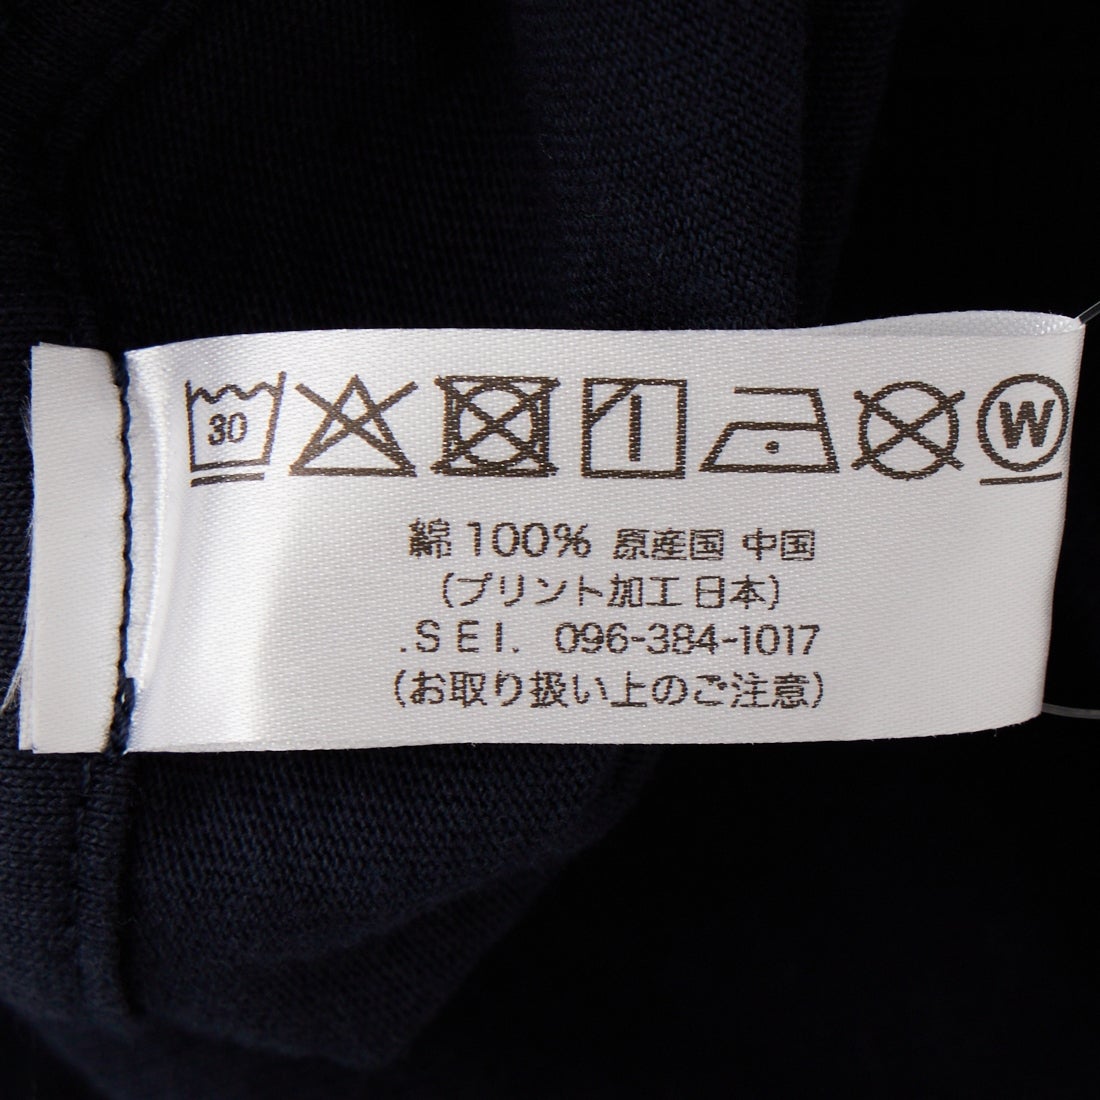 30 W
綿 100% 原産国 中国
(プリント加工 日本)
.SEI. 096-384-1017
(お取り扱い上のご注意)